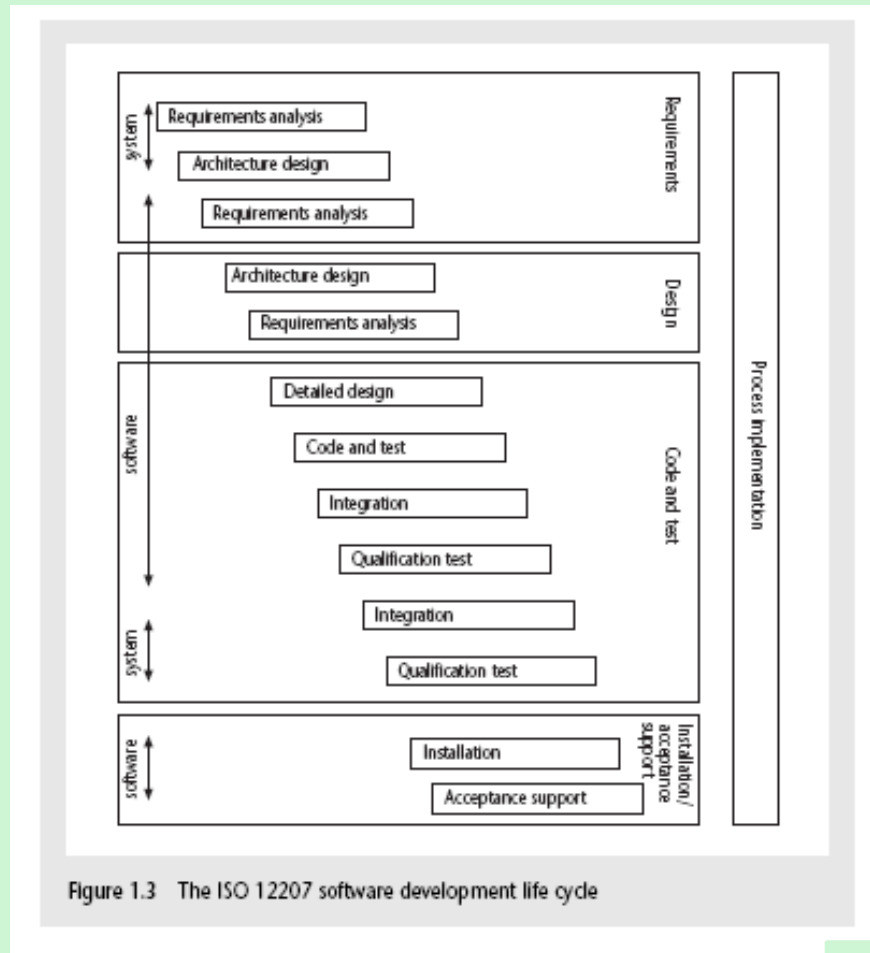 system
Requirements analysis
Architecture design
Requirements analysis
Requirements
software
Architecture design
Requirements analysis
Design
Detailed design
Code and test
Integration
Qualification test
Code and test
system
Integration
Qualification test
software
Installation
Acceptance support
Installation/
acceptance
support
Process implementation
Figure 1.3 The ISO 12207 software development life cycle